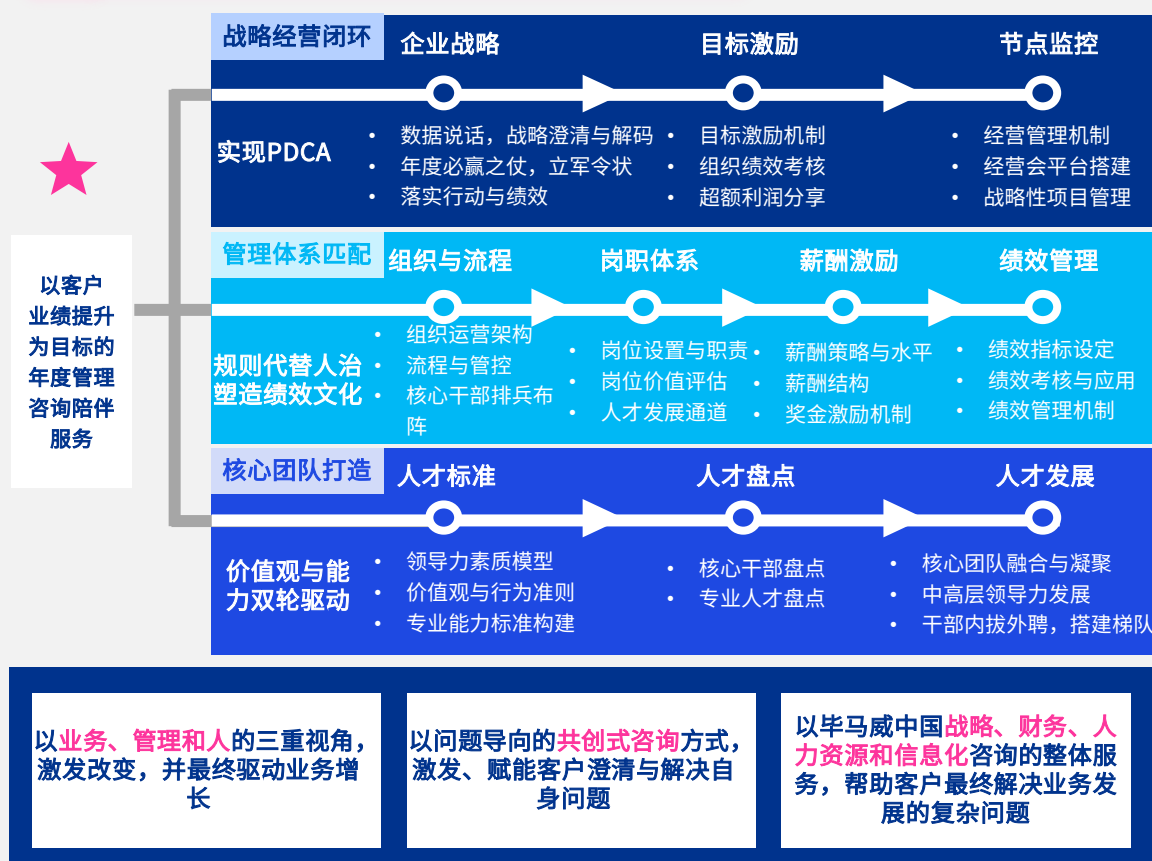 战略经营闭环
企业战略
目标激励
节点监控
实现PDCA
• 数据说话，战略澄清与解码
• 年度必赢之仗，立军令状
• 落实行动与绩效
• 目标激励机制
• 组织绩效考核
• 超额利润分享
• 经营管理机制
• 经营会平台搭建
• 战略性项目管理
以客户
业绩提升
为目标的
年度管理
咨询陪伴
服务
管理体系匹配
组织与流程
岗职体系
薪酬激励
绩效管理
规则代替人治
塑造绩效文化
• 组织运营架构
• 流程与管控
• 核心干部排兵布
阵
• 岗位设置与职责
• 岗位价值评估
• 人才发展通道
• 薪酬策略与水平
• 薪酬结构
• 奖金激励机制
• 绩效指标设定
• 绩效考核与应用
• 绩效管理机制
核心团队打造
人才标准
人才盘点
人才发展
价值观与能
力双轮驱动
• 领导力素质模型
• 价值观与行为准则
• 专业能力标准构建
• 核心干部盘点
• 专业人才盘点
• 核心团队融合与凝聚
• 中高层领导力发展
• 干部内拔外聘，搭建梯队
以业务、管理和人的三重视角，
激发改变，并最终驱动业务增
长
以问题导向的共创式咨询方式，
激发、赋能客户澄清与解决自
身问题
以毕马威中国战略、财务、人
力资源和信息化咨询的整体服
务，帮助客户最终解决业务发
展的复杂问题